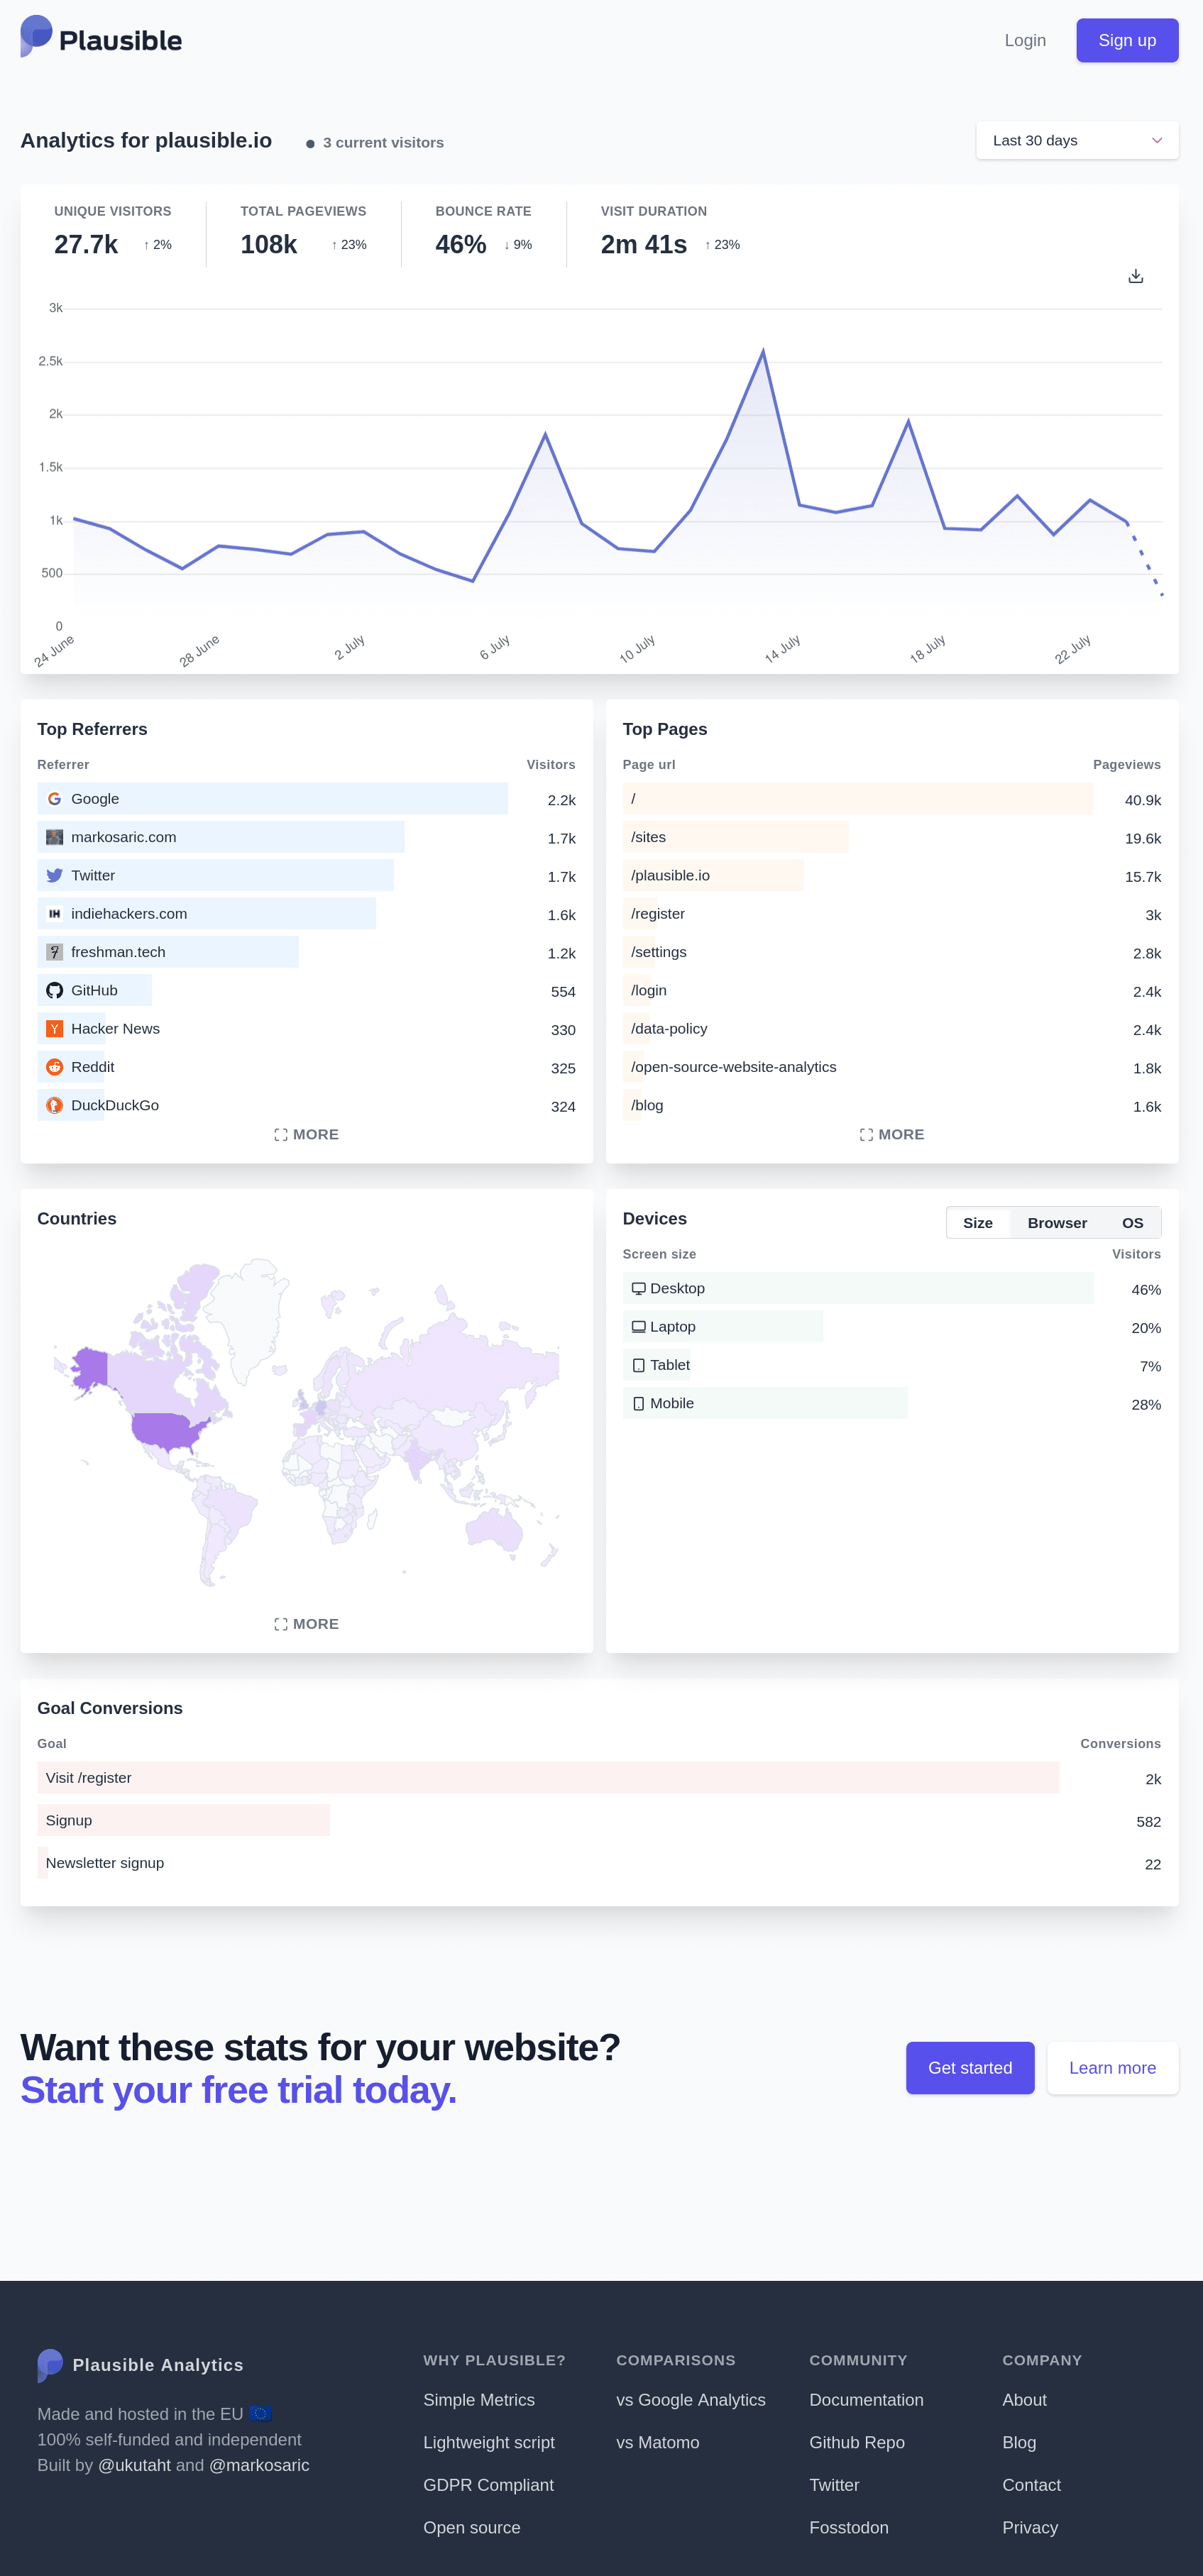 Plausible
Login
Sign up
Analytics for plausible.io
3 current visitors
Last 30 days
UNIQUE VISITORS
27.7k ↑ 2%
TOTAL PAGEVIEWS
108k ↑ 23%
BOUNCE RATE
46% ↓ 9%
VISIT DURATION
2m 41s ↑ 23%
3k
2.5k
2k
1.5k
1k
500
0
24 June
28 June
2 July
6 July
10 July
14 July
18 July
22 July
Top Referrers
Referrer Visitors
Google 2.2k
markosaric.com 1.7k
Twitter 1.7k
indiehackers.com 1.6k
freshman.tech 1.2k
GitHub 554
Hacker News 330
Reddit 325
DuckDuckGo 324
MORE
Top Pages
Page url Pageviews
/ 40.9k
/sites 19.6k
/plausible.io 15.7k
/register 3k
/settings 2.8k
/login 2.4k
/data-policy 2.4k
/open-source-website-analytics 1.8k
/blog 1.6k
MORE
Countries
MORE
Devices
Size Browser OS
Screen size Visitors
Desktop 46%
Laptop 20%
Tablet 7%
Mobile 28%
Goal Conversions
Goal Conversions
Visit /register 2k
Signup 582
Newsletter signup 22
Want these stats for your website?
Start your free trial today.
Get started
Learn more
Plausible Analytics
Made and hosted in the EU
100% self-funded and independent
Built by @ukutaht and @markosaric
WHY PLAUSIBLE?
Simple Metrics
Lightweight script
GDPR Compliant
Open source
COMPARISONS
vs Google Analytics
vs Matomo
COMMUNITY
Documentation
Github Repo
Twitter
Fosstodon
COMPANY
About
Blog
Contact
Privacy